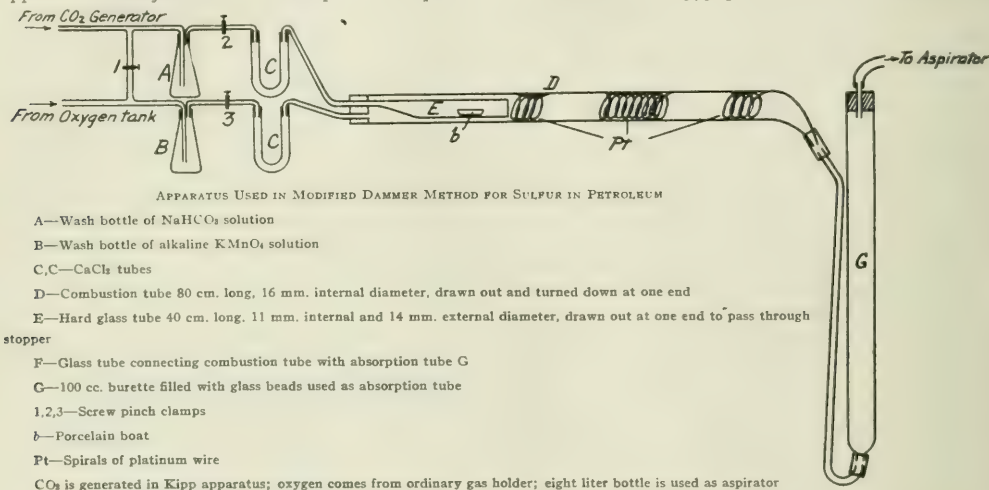 From CO₂ Generator
2
C
1
A
D
To Aspirator
E
From Oxygen tank
3
b
B
C
Pt
G
APPARATUS USED IN MODIFIED DAMMER METHOD FOR SULFUR IN PETROLEUM
A—Wash bottle of NaHCO₃ solution
B—Wash bottle of alkaline KMnO₄ solution
C,C—CaCl₂ tubes
D—Combustion tube 80 cm. long, 16 mm. internal diameter, drawn out and turned down at one end
E—Hard glass tube 40 cm. long. 11 mm. internal and 14 mm. external diameter, drawn out at one end to pass through
stopper
F—Glass tube connecting combustion tube with absorption tube G
G—100 cc. burette filled with glass beads used as absorption tube
1,2,3—Screw pinch clamps
b—Porcelain boat
Pt—Spirals of platinum wire
CO₂ is generated in Kipp apparatus; oxygen comes from ordinary gas holder; eight liter bottle is used as aspirator